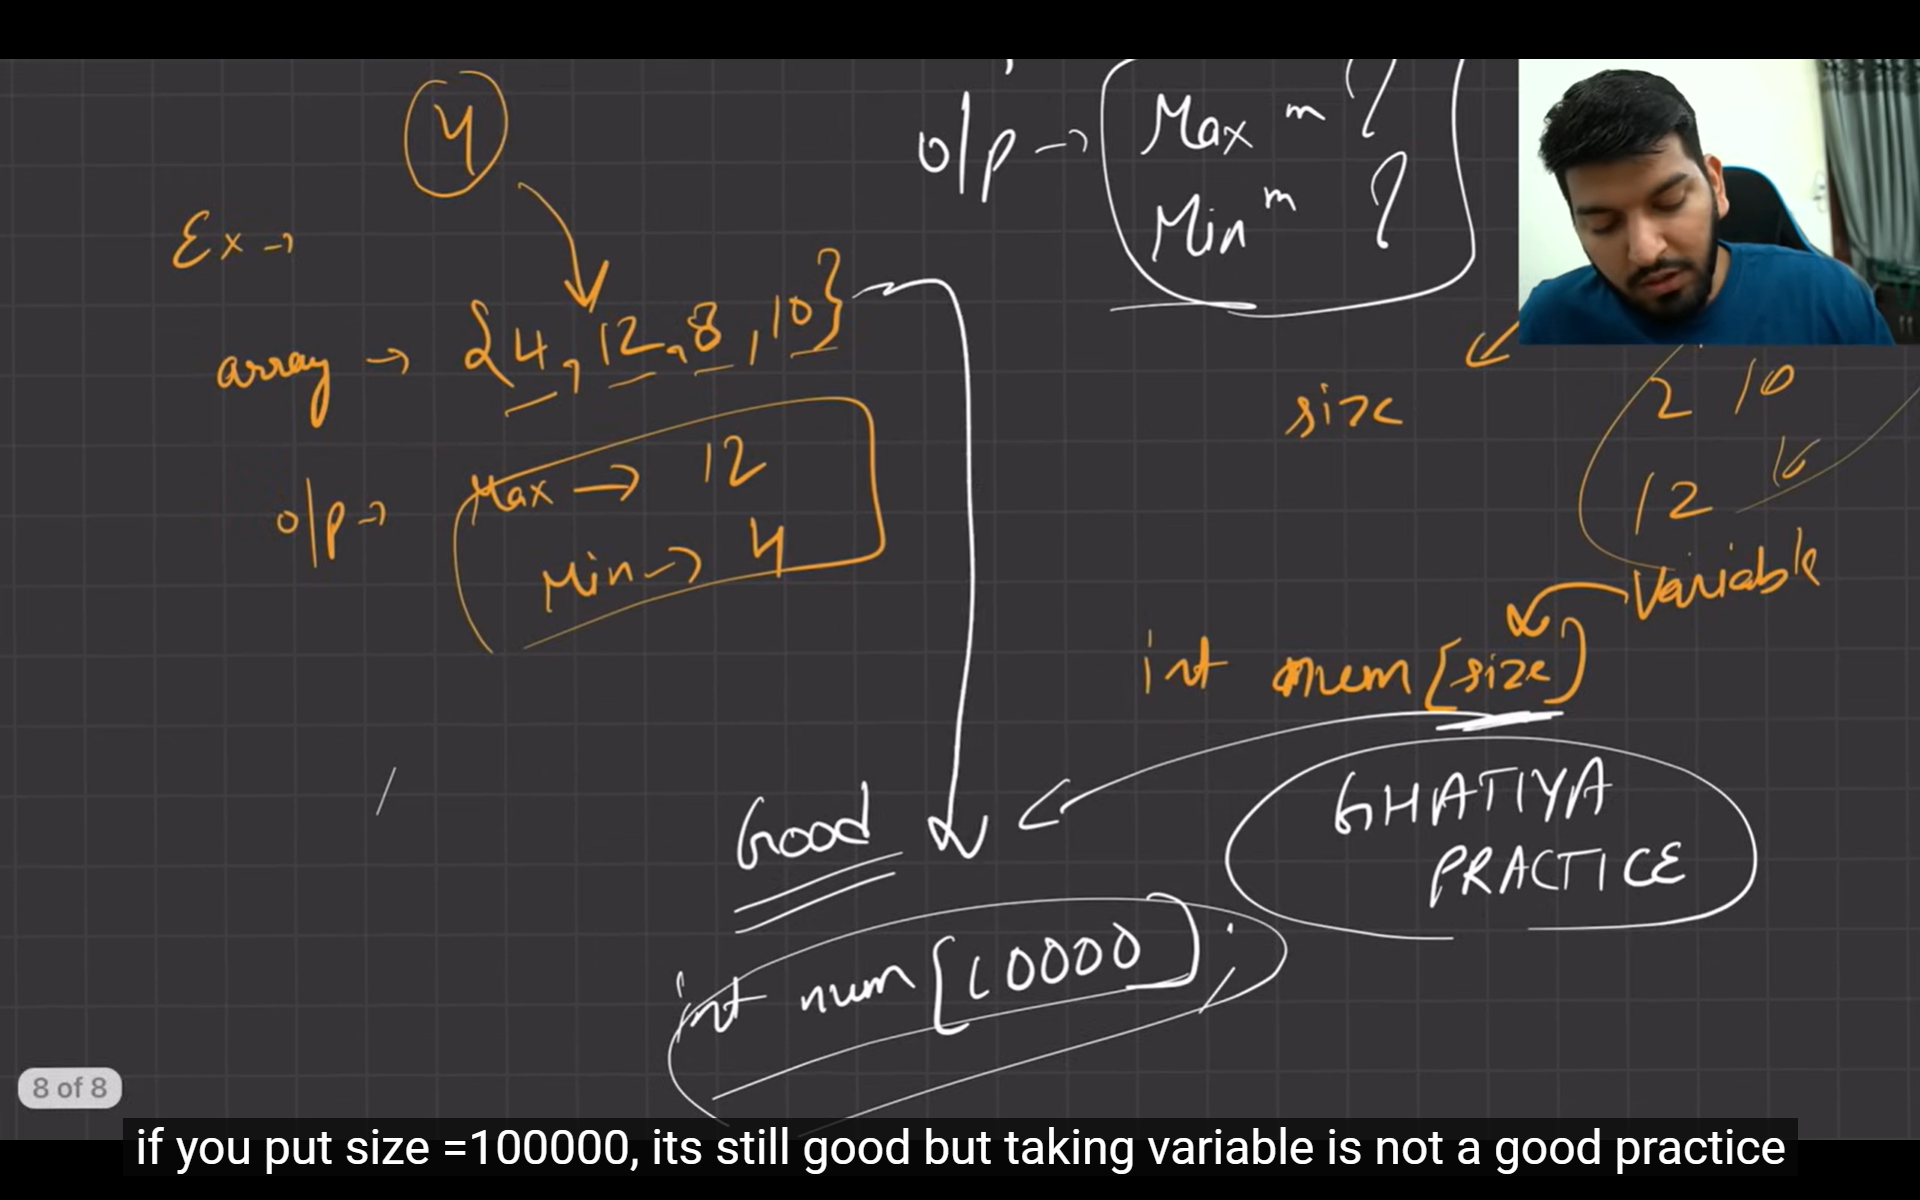 4
Ex →
array → {4, 12, 8, 10}
o/p → Max → 12
Min → 4
o/p → Max m ?
Min m ?
size
2 10
12
Variable
int num[size]
GHATIYA
PRACTICE
Good
int num[10000];
8 of 8
if you put size =100000, its still good but taking variable is not a good practice